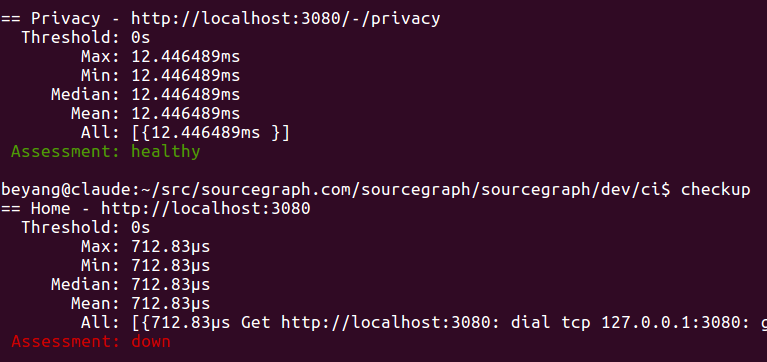 == Privacy - http://localhost:3080/-/privacy
Threshold: 0s
Max: 12.446489ms
Min: 12.446489ms
Median: 12.446489ms
Mean: 12.446489ms
All: [{12.446489ms }]
Assessment: healthy
beyang@claude:~/src/sourcegraph.com/sourcegraph/sourcegraph/dev/ci$ checkup
== Home - http://localhost:3080
Threshold: 0s
Max: 712.83µs
Min: 712.83µs
Median: 712.83µs
Mean: 712.83µs
All: [{712.83µs Get http://localhost:3080: dial tcp 127.0.0.1:3080: g
Assessment: down